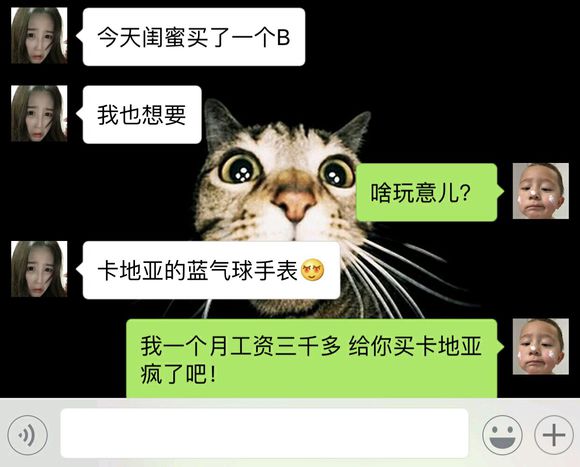 今天闺蜜买了一个B
我也想要
啥玩意儿?
卡地亚的蓝气球手表
我一个月工资三千多 给你买卡地亚
疯了吧!